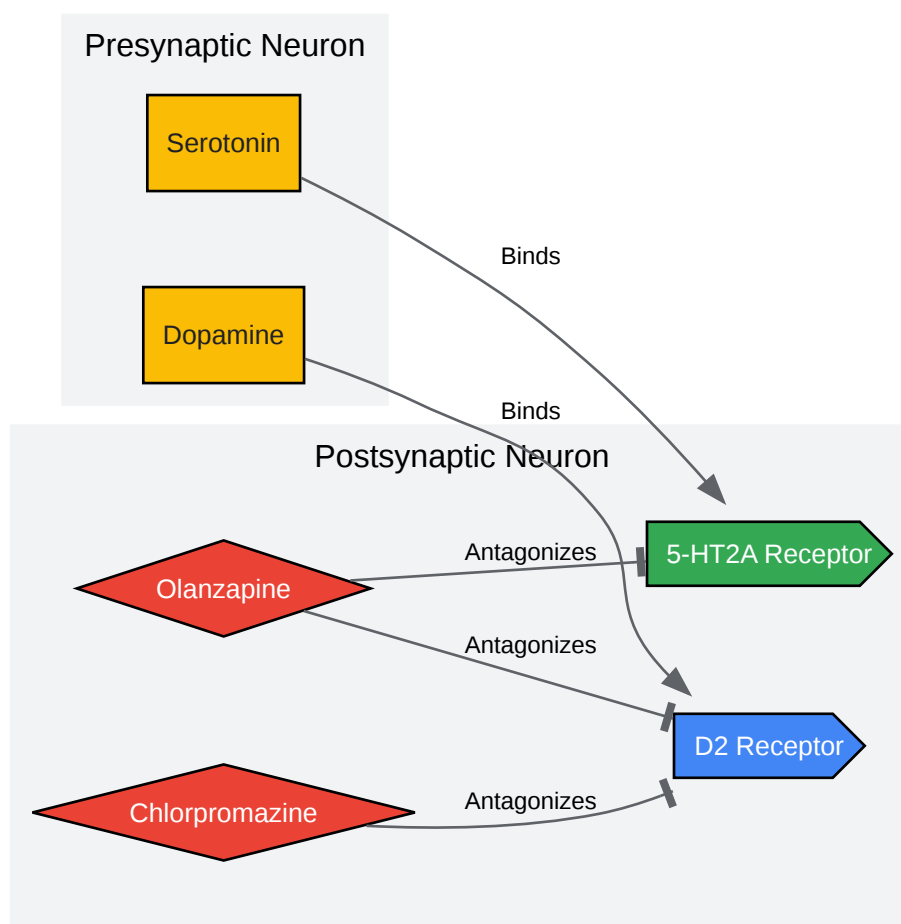 Presynaptic Neuron
Serotonin
Binds
Dopamine
Binds
Postsynaptic Neuron
Antagonizes
5-HT2A Receptor
Olanzapine
Antagonizes
D2 Receptor
Antagonizes
Chlorpromazine